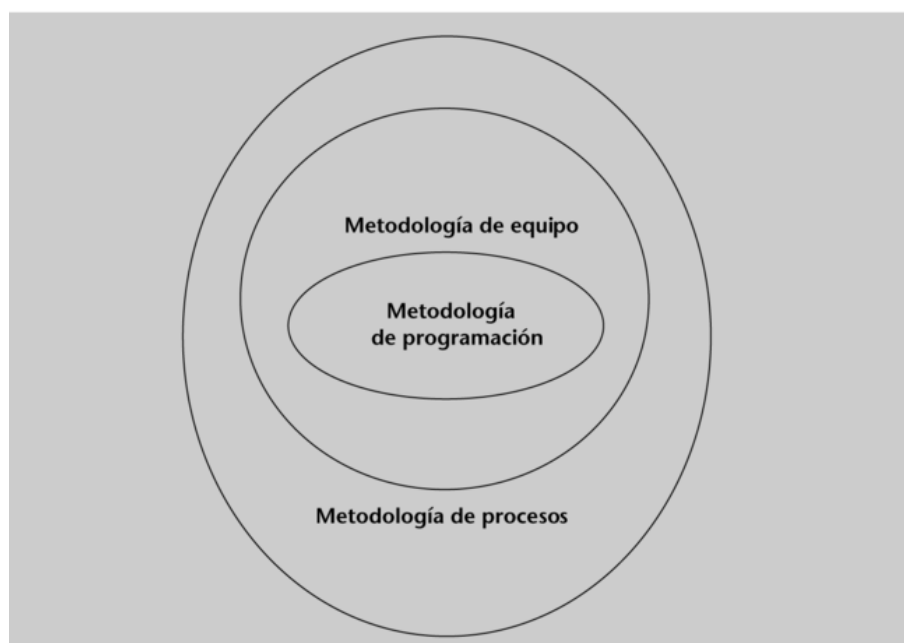 Metodología de equipo
Metodología
de programación
Metodología de procesos